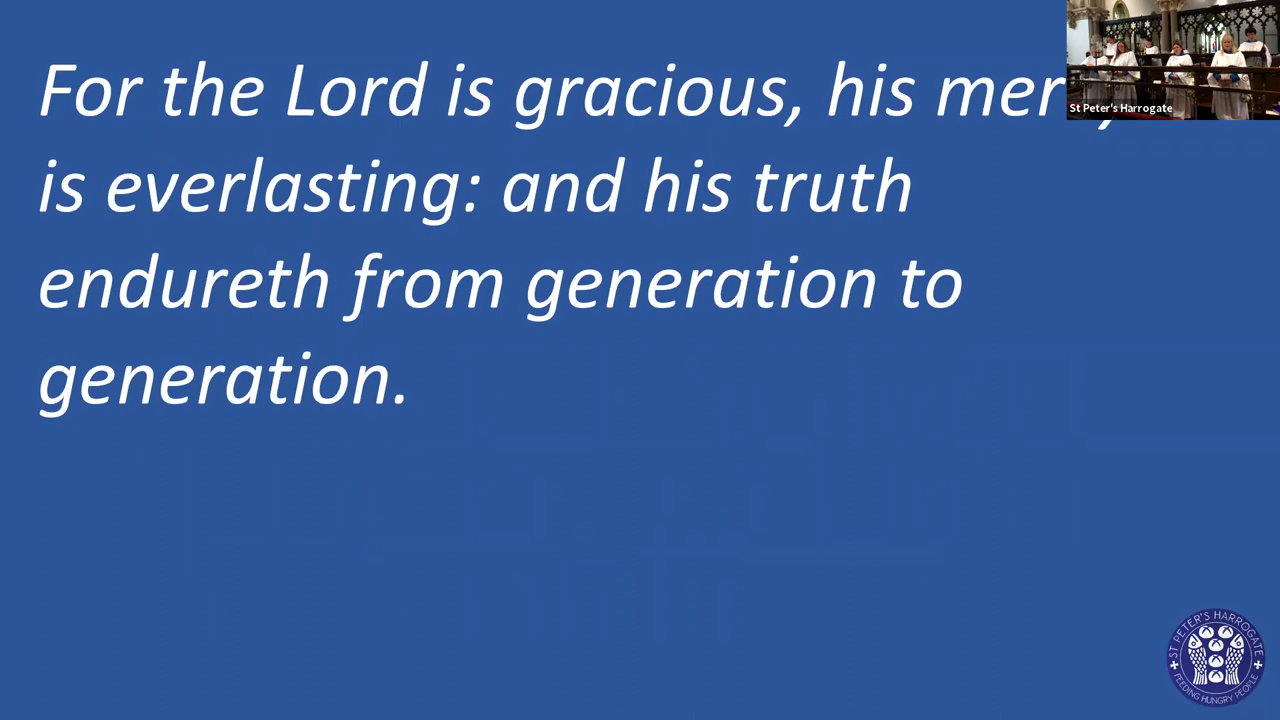 For the Lord is gracious, his
is everlasting: and his truth
endureth from generation to
generation.
St Peter's Harrogate
ST PETER'S HARROGATE
FEEDING HUNGRY PEOPLE